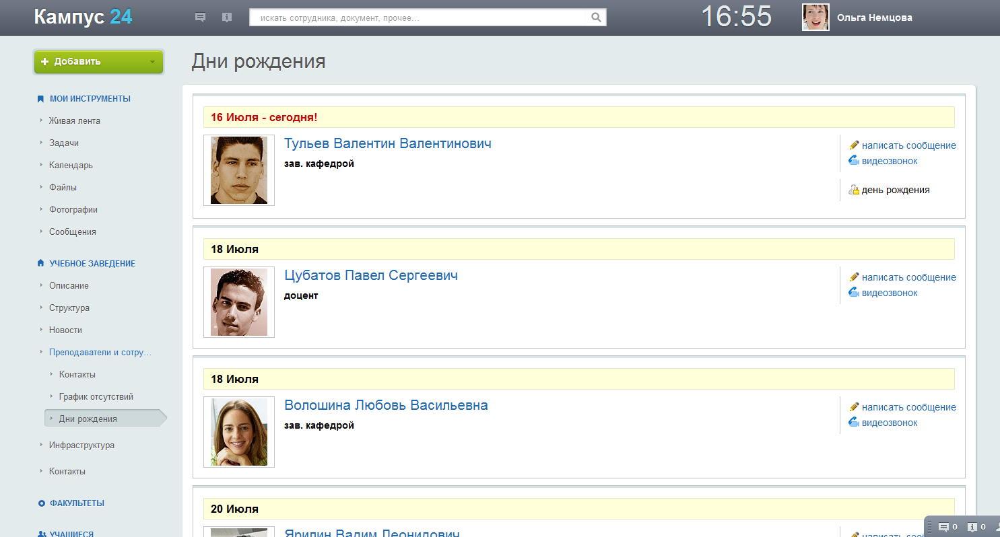 Кампус 24
искать сотрудника, документ, прочее...
16:55
Ольга Немцова
Добавить
МОИ ИНСТРУМЕНТЫ
Живая лента
Задачи
Календарь
Файлы
Фотографии
Сообщения
УЧЕБНОЕ ЗАВЕДЕНИЕ
Описание
Структура
Новости
Преподаватели и сотру...
Контакты
График отсутствий
Дни рождения
Инфраструктура
Контакты
ФАКУЛЬТЕТЫ
УЧАЩИЕСЯ
Дни рождения
16 Июля - сегодня!
Тульев Валентин Валентинович
зав. кафедрой
написать сообщение
видеозвонок
день рождения
18 Июля
Цубатов Павел Сергеевич
доцент
написать сообщение
видеозвонок
18 Июля
Волошина Любовь Васильевна
зав. кафедрой
написать сообщение
видеозвонок
20 Июля
Ярилин Вадим Леонидович
написать
0
0